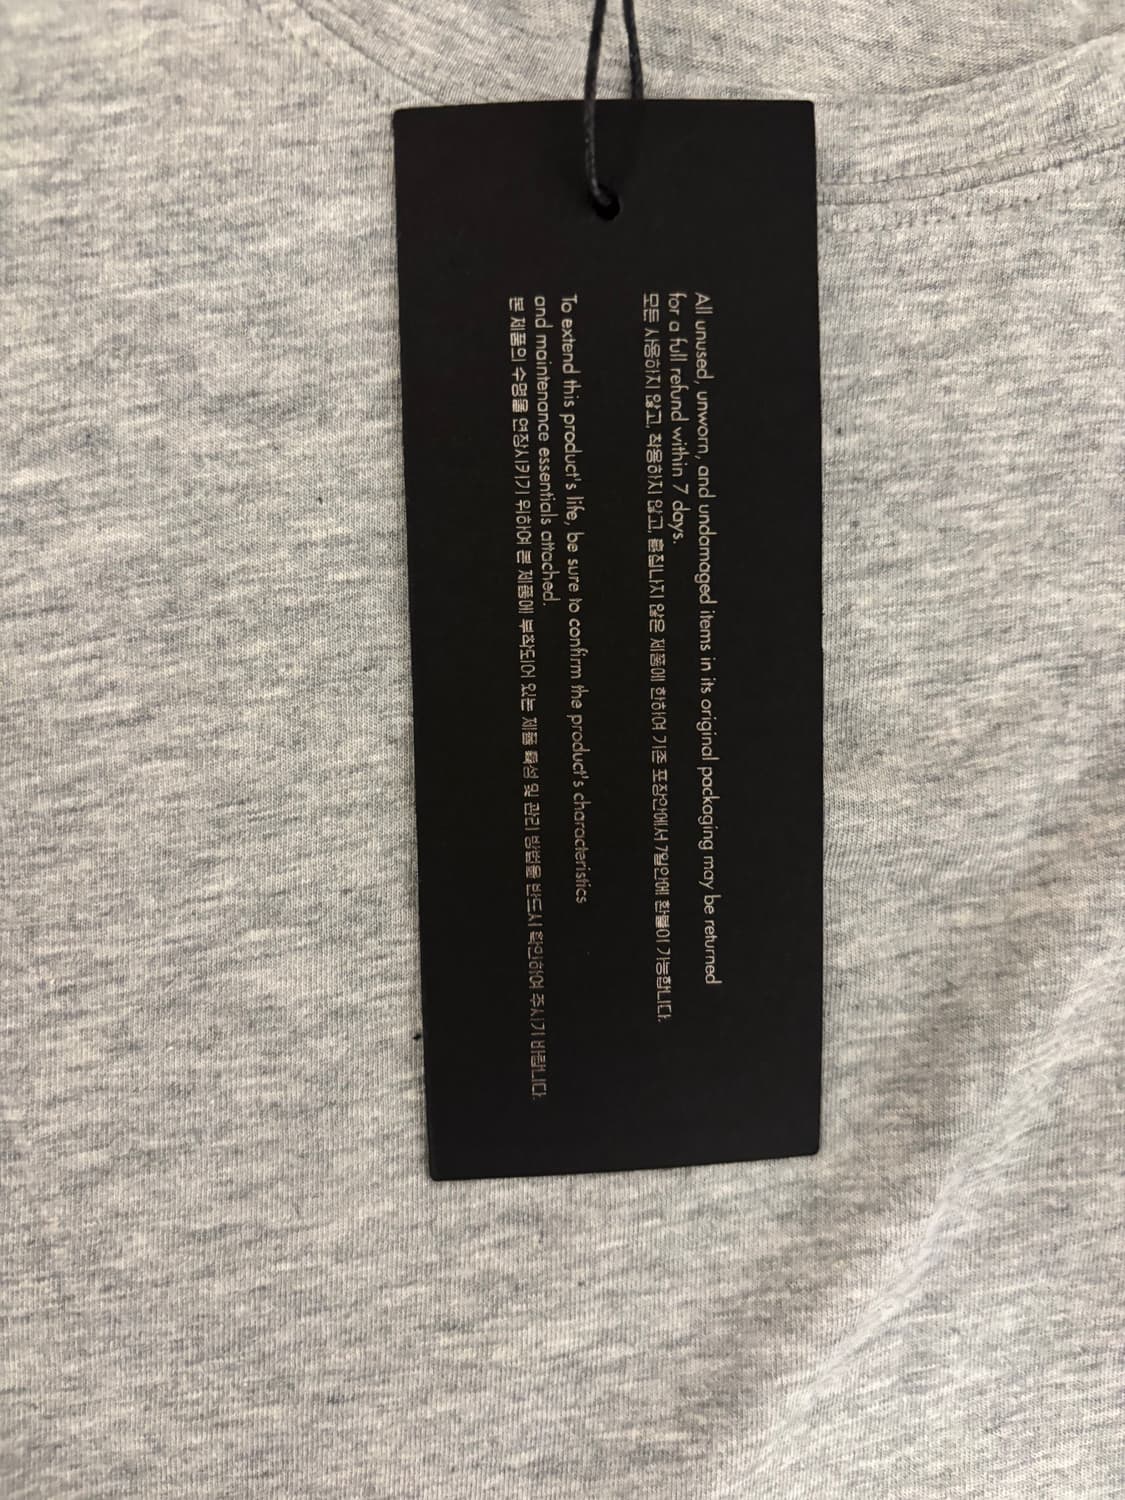 All unused, unworn, and undamaged items in its original packaging may be returned
for a full refund within 7 days.
모든 사용하지 않고, 착용하지 않고, 흠집나지 않은 제품에 한하여 기존 포장안에서 7일안에 환불이 가능합니다.
To extend this product's life, be sure to confirm the product's characteristics
and maintenance essentials attached.
본 제품의 수명을 연장시키기 위하여 본 제품에 부착되어 있는 제품 특성 및 관리 방법을 반드시 확인하여 주시기 바랍니다.